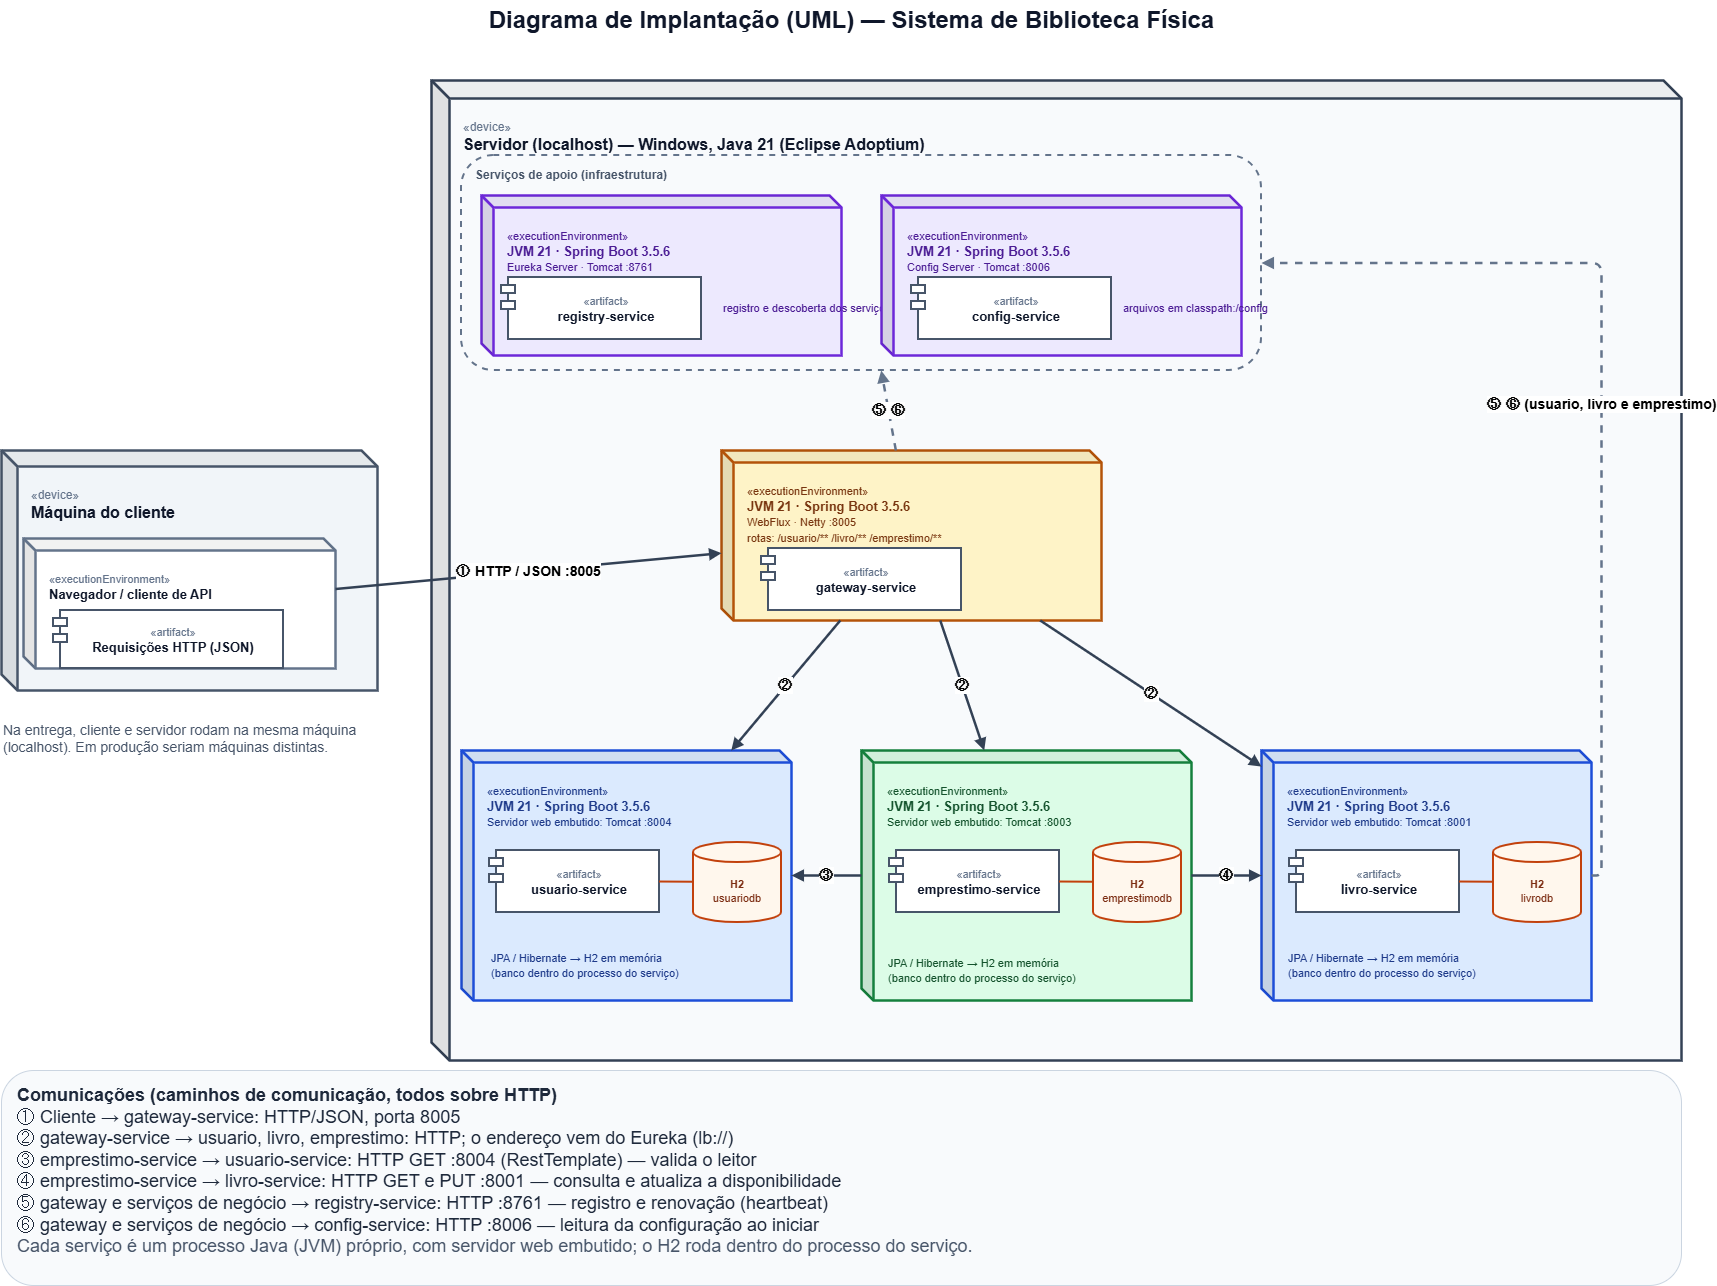 Diagrama de Implantação (UML) — Sistema de Biblioteca Física
«device»
Servidor (localhost) — Windows, Java 21 (Eclipse Adoptium)
Serviços de apoio (infraestrutura)
«executionEnvironment»
JVM 21 · Spring Boot 3.5.6
Eureka Server · Tomcat :8761
«artifact»
registry-service
registro e descoberta dos
«executionEnvironment»
JVM 21 · Spring Boot 3.5.6
Config Server · Tomcat :8006
«artifact»
config-service
arquivos em classpath:/config
⑤ ⑥
⑤ ⑥ (usuario, livro e emprestimo)
«device»
Máquina do cliente
«executionEnvironment»
Navegador / cliente de API
«artifact»
Requisições HTTP (JSON)
Na entrega, cliente e servidor rodam na mesma máquina
(localhost). Em produção seriam máquinas distintas.
① HTTP / JSON :8005
«executionEnvironment»
JVM 21 · Spring Boot 3.5.6
WebFlux · Netty :8005
rotas: /usuario/** /livro/** /emprestimo/**
«artifact»
gateway-service
②
②
②
«executionEnvironment»
JVM 21 · Spring Boot 3.5.6
Servidor web embutido: Tomcat :8004
«artifact»
usuario-service
H2
usuariodb
JPA / Hibernate → H2 em memória
(banco dentro do processo do serviço)
③
«executionEnvironment»
JVM 21 · Spring Boot 3.5.6
Servidor web embutido: Tomcat :8003
«artifact»
emprestimo-service
H2
emprestimodb
JPA / Hibernate → H2 em memória
(banco dentro do processo do serviço)
④
«executionEnvironment»
JVM 21 · Spring Boot 3.5.6
Servidor web embutido: Tomcat :8001
«artifact»
livro-service
H2
livrodb
JPA / Hibernate → H2 em memória
(banco dentro do processo do serviço)
Comunicações (caminhos de comunicação, todos sobre HTTP)
① Cliente → gateway-service: HTTP/JSON, porta 8005
② gateway-service → usuario, livro, emprestimo: HTTP; o endereço vem do Eureka (lb://)
③ emprestimo-service → usuario-service: HTTP GET :8004 (RestTemplate) — valida o leitor
④ emprestimo-service → livro-service: HTTP GET e PUT :8001 — consulta e atualiza a disponibilidade
⑤ gateway e serviços de negócio → registry-service: HTTP :8761 — registro e renovação (heartbeat)
⑥ gateway e serviços de negócio → config-service: HTTP :8006 — leitura da configuração ao iniciar
Cada serviço é um processo Java (JVM) próprio, com servidor web embutido; o H2 roda dentro do processo do serviço.